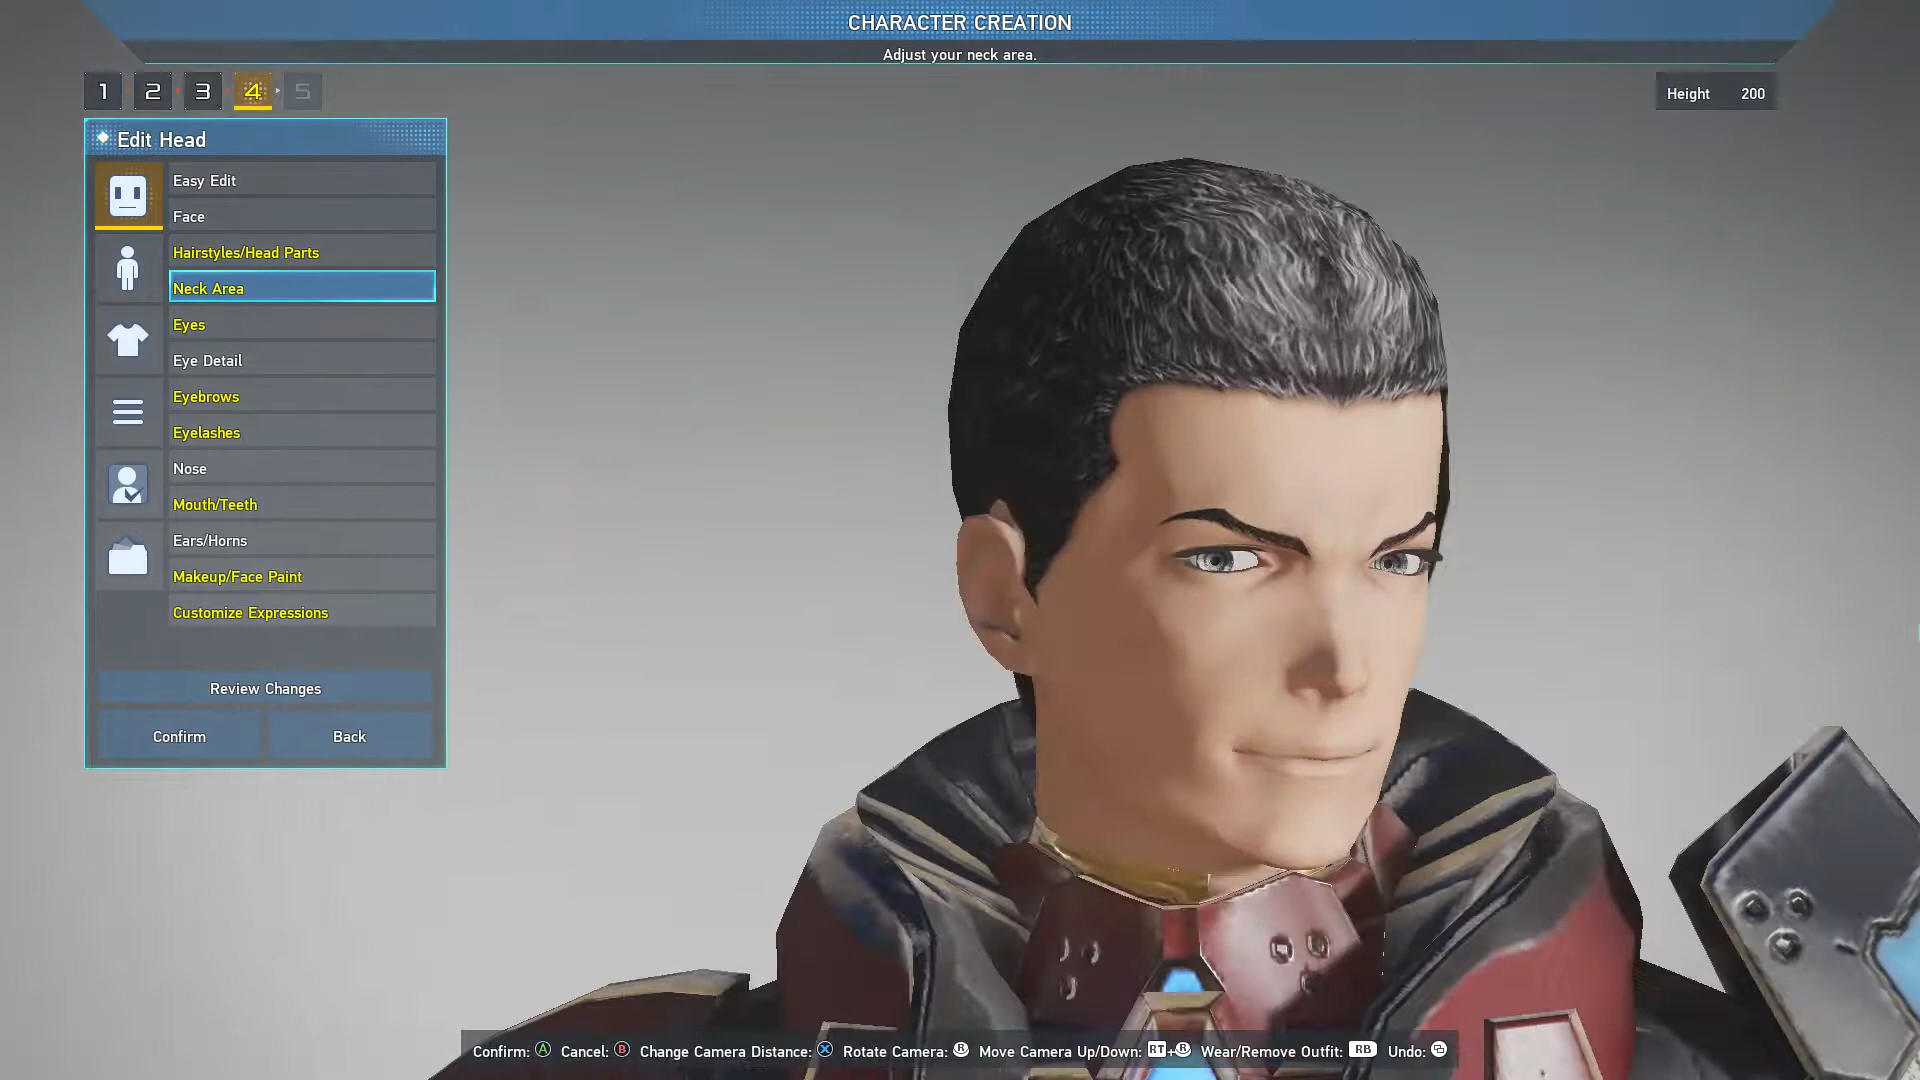 CHARACTER CREATION
Adjust your neck area.
1 2 3 4 5
Height 200
Edit Head
Easy Edit
Face
Hairstyles/Head Parts
Neck Area
Eyes
Eye Detail
Eyebrows
Eyelashes
Nose
Mouth/Teeth
Ears/Horns
Makeup/Face Paint
Customize Expressions
Review Changes
Confirm Back
Confirm: A Cancel: B Change Camera Distance: X Rotate Camera: R Move Camera Up/Down: RT+R Wear/Remove Outfit: RB Undo: